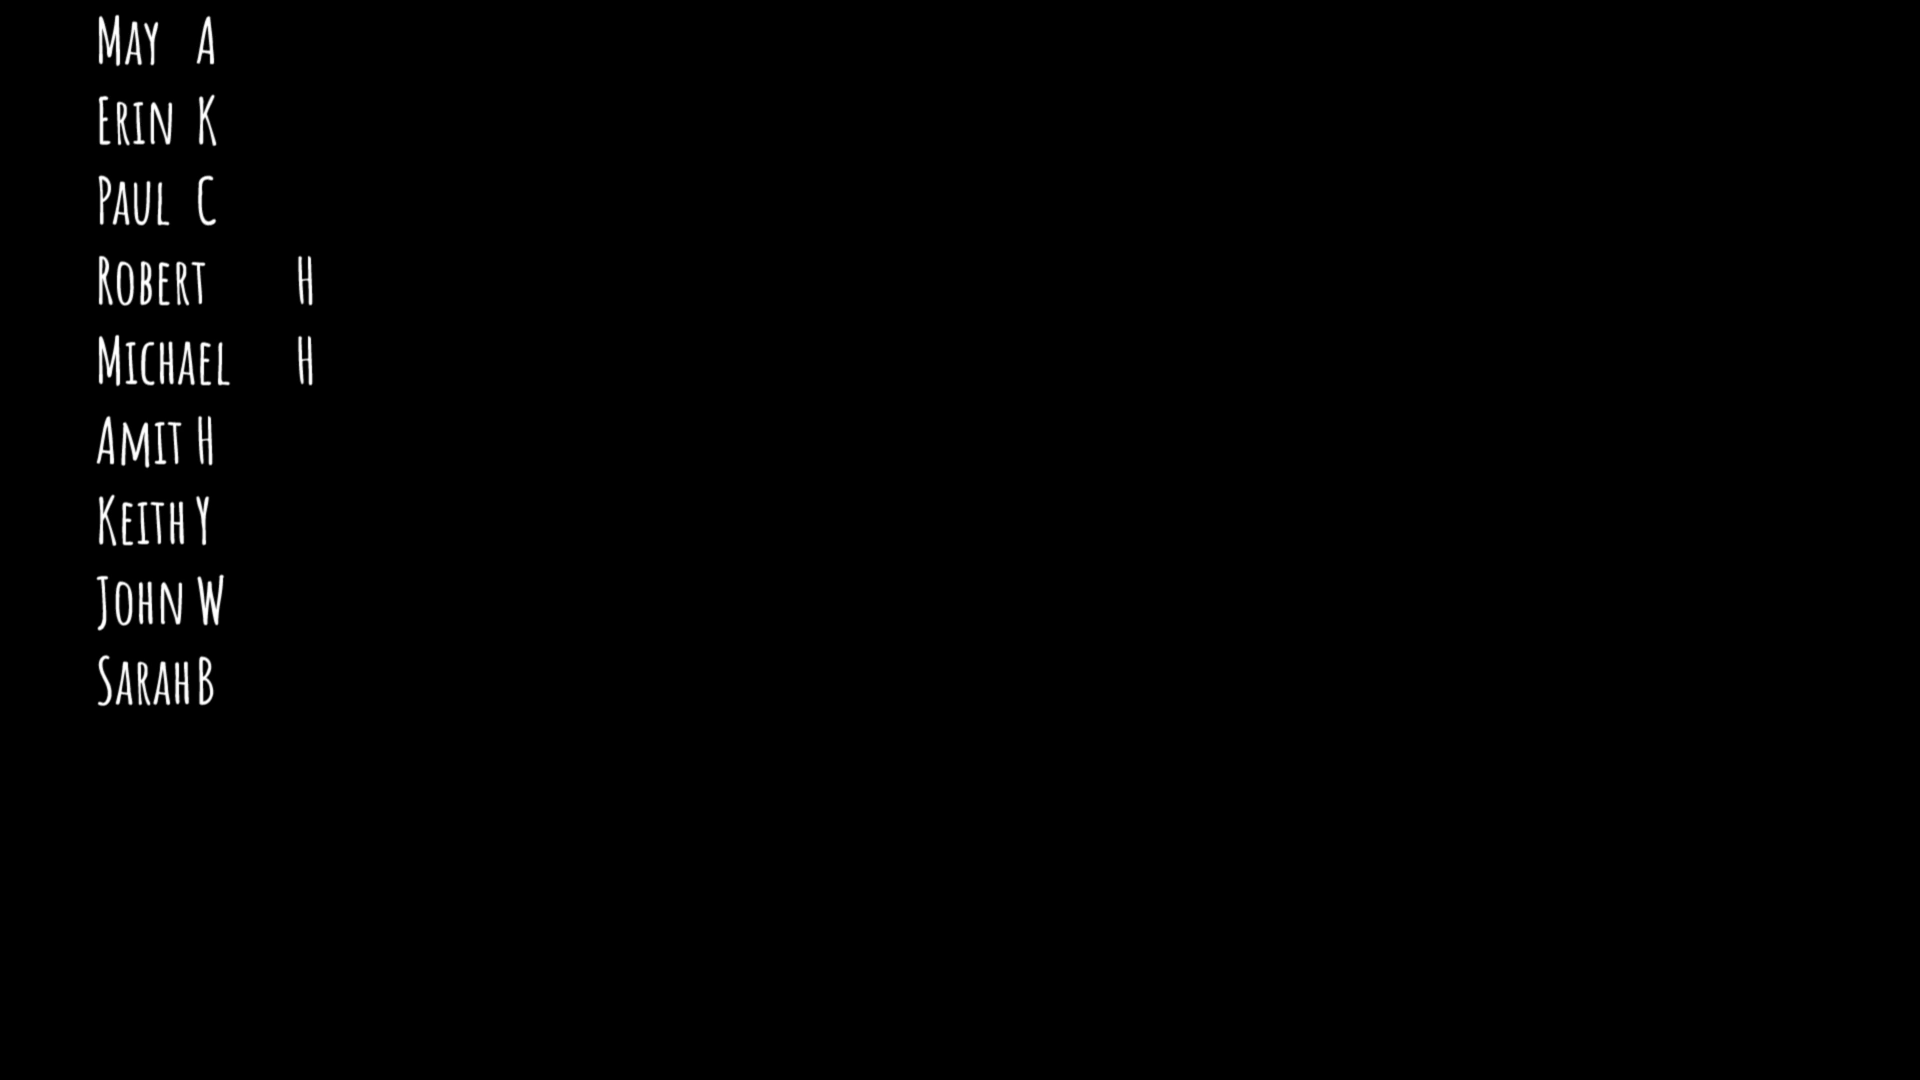 May A
Erin K
Paul C
Robert H
Michael H
Amit H
Keith Y
John W
Sarah B